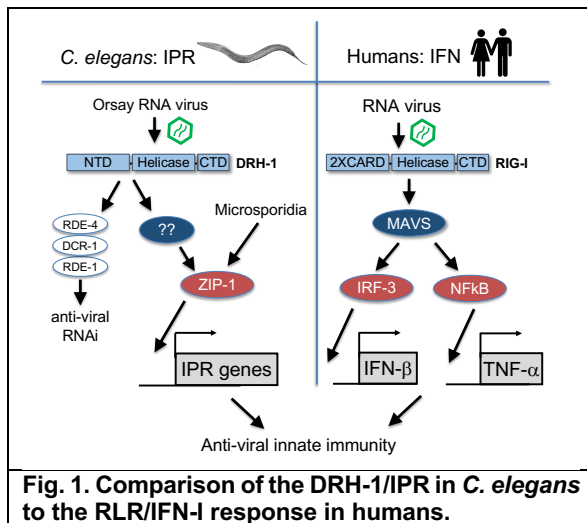 C. elegans: IPR
Humans: IFN
Orsay RNA virus
NTD Helicase CTD DRH-1
RDE-4
DCR-1
RDE-1
??
Microsporidia
ZIP-1
anti-viral
RNAi
IPR genes
RNA virus
2XCARD Helicase CTD RIG-I
MAVS
IRF-3
NFkB
IFN-β
TNF-α
Anti-viral innate immunity
Fig. 1. Comparison of the DRH-1/IPR in C. elegans
to the RLR/IFN-I response in humans.